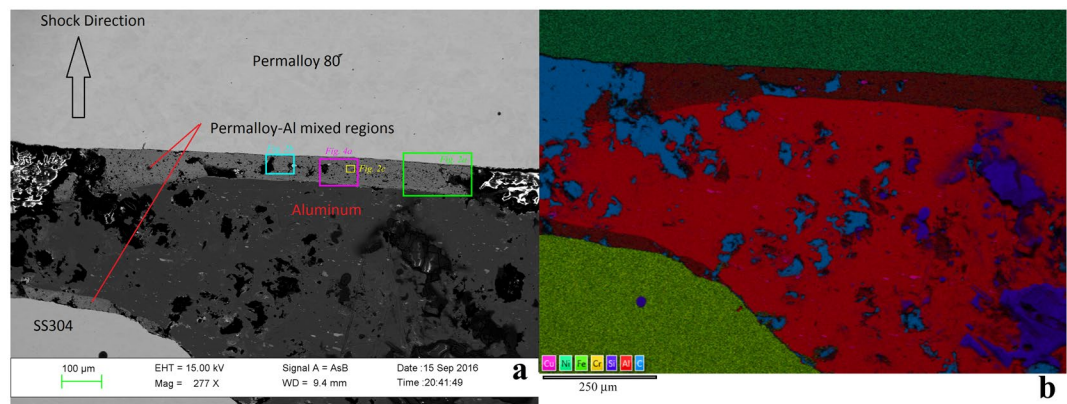 Shock Direction
Permalloy 80
Permalloy-Al mixed regions
Fig. 4a
Fig. 2c
Aluminum
SS304
100 µm
EHT = 15.00 kV
Mag = 277 X
Signal A = AsB
WD = 9.4 mm
Date :15 Sep 2016
Time :20:41:49
a
Cu Ni Fe Cr Si Al C
250 µm
b